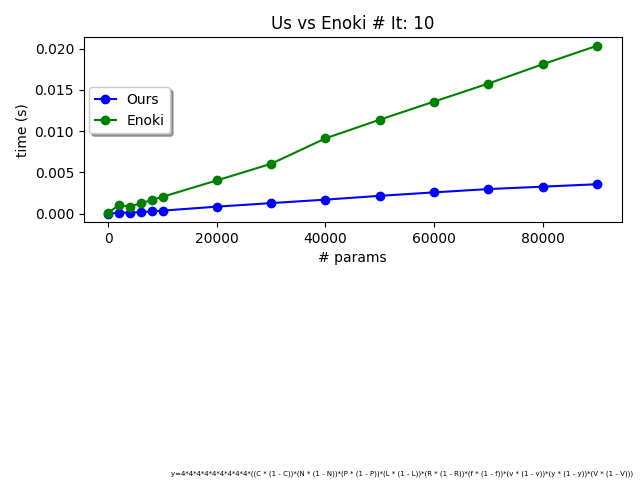 Us vs Enoki # It: 10
time (s)
0.020
0.015
0.010
0.005
0.000
Ours
Enoki
0 20000 40000 60000 80000
# params
y=4*4*4*4*4*4*4*4*4*((C * (1 - C))*(N * (1 - N))*(P * (1 - P))*(L * (1 - L))*(R * (1 - R))*(f * (1 - f))*(v * (1 - v))*(y * (1 - y))*(V * (1 - V)))